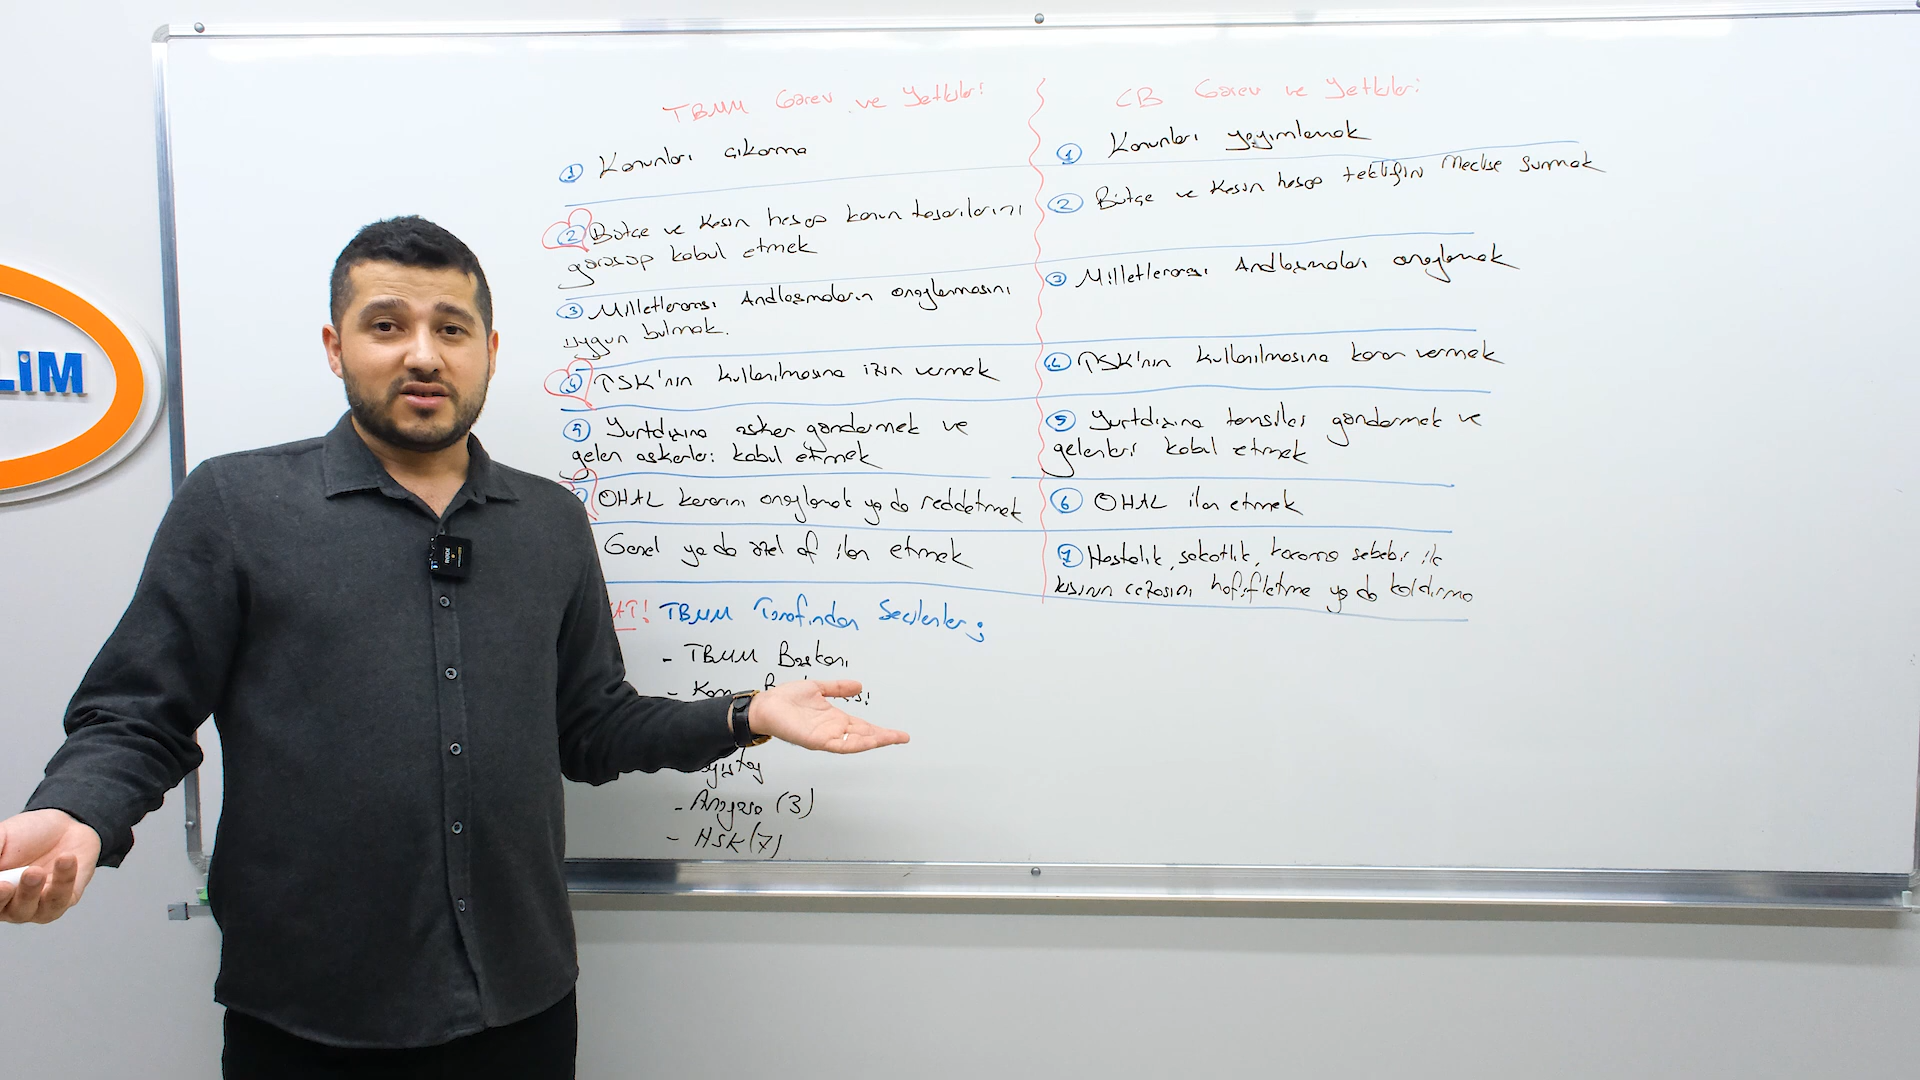 LİM
TBMM Görev ve Yetkileri
① Kanunları çıkarma
② Bütçe ve Kesin hesap kanun tasarılarını
görüşüp kabul etmek
③ Milletlerarası Andlaşmaların onaylanmasını
uygun bulmak.
④ TSK'nın kullanılmasına izin vermek
⑤ Yurtdışına asker göndermek ve
gelen askerleri kabul etmek
OHAL kararını onaylamak ya da reddetmek
Genel ya da özel af ilan etmek
AT! TBMM Tarafından Seçilenler;
- TBMM Başkanı
- Kam
- Anayasa (3)
- HSK (7)
CB Görev ve Yetkileri
① Kanunları yayımlamak
② Bütçe ve Kesin hesap teklifini Meclise Sunmak
③ Milletlerarası Andlaşmaları onaylamak
④ TSK'nın kullanılmasına karar vermek
⑤ Yurtdışına temsilci göndermek ve
gelenleri kabul etmek
⑥ OHAL ilan etmek
⑦ Hastalık, sakatlık, kocama sebebi ile
kişinin cezasını hafifletme ya da kaldırma